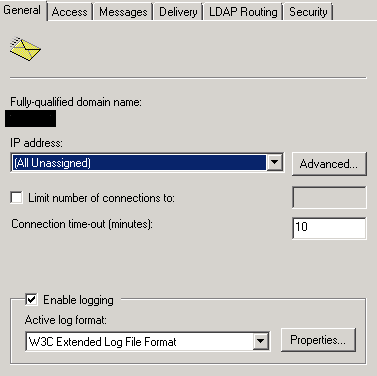 General Access Messages Delivery LDAP Routing Security
Fully-qualified domain name:
IP address:
(All Unassigned) Advanced...
Limit number of connections to:
Connection time-out (minutes): 10
Enable logging
Active log format:
W3C Extended Log File Format Properties...